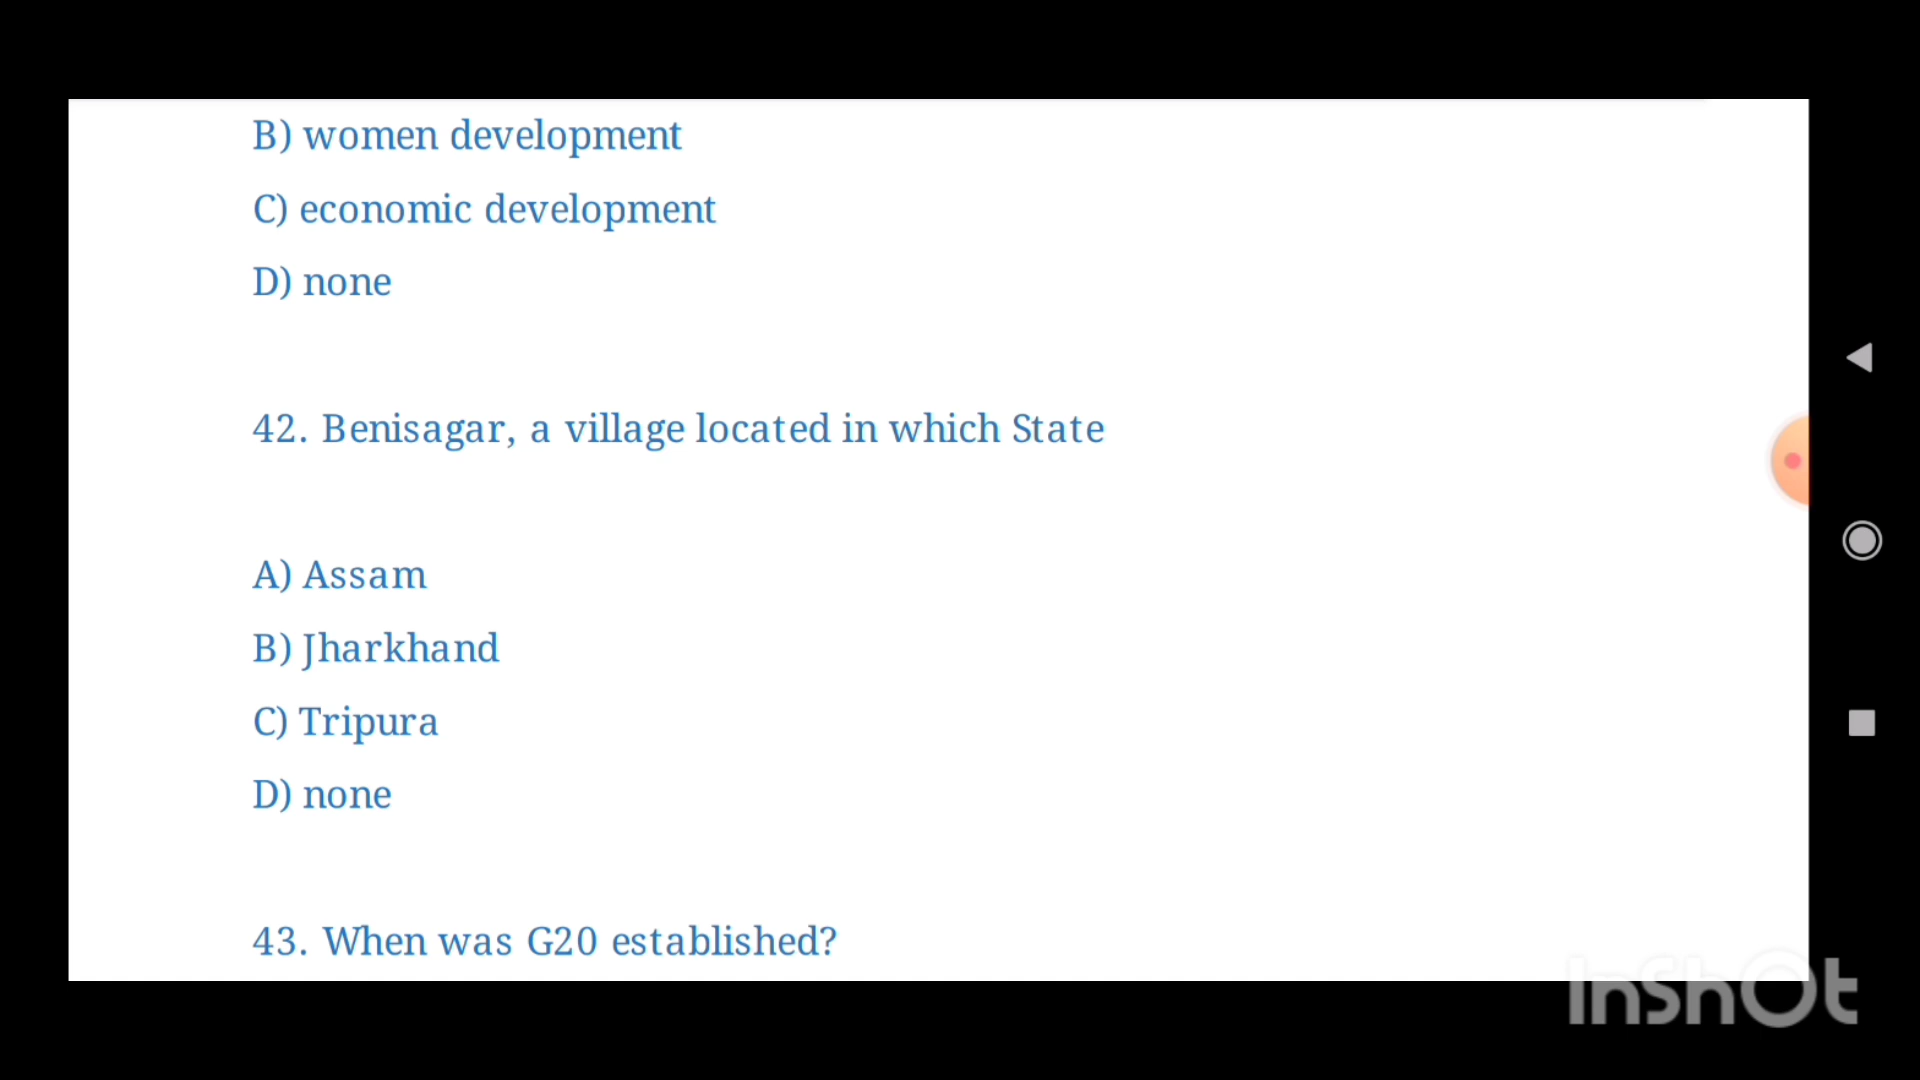 B) women development
C) economic development
D) none
42. Benisagar, a village located in which State
A) Assam
B) Jharkhand
C) Tripura
D) none
43. When was G20 established?
InShOt